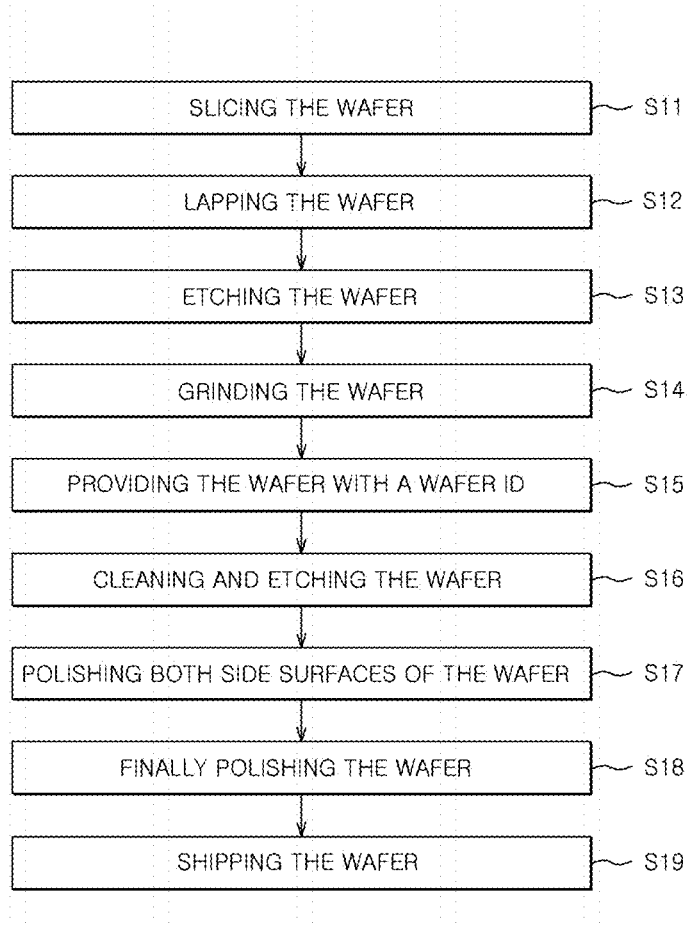 SLICING THE WAFER S11
LAPPING THE WAFER S12
ETCHING THE WAFER S13
GRINDING THE WAFER S14
PROVIDING THE WAFER WITH A WAFER ID S15
CLEANING AND ETCHING THE WAFER S16
POLISHING BOTH SIDE SURFACES OF THE WAFER S17
FINALLY POLISHING THE WAFER S18
SHIPPING THE WAFER S19